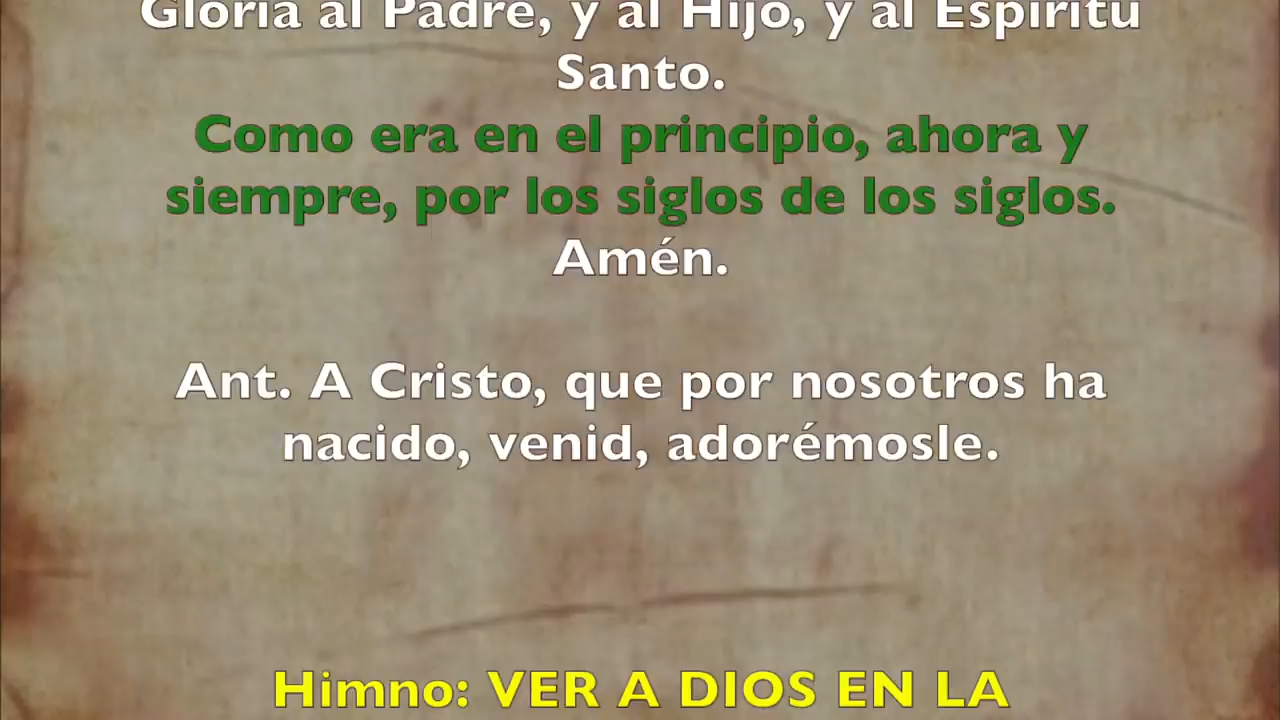 Gloria al Padre, y al Hijo, y al Espíritu
Santo.
Como era en el principio, ahora y
siempre, por los siglos de los siglos.
Amén.
Ant. A Cristo, que por nosotros ha
nacido, venid, adorémosle.
Himno: VER A DIOS EN LA